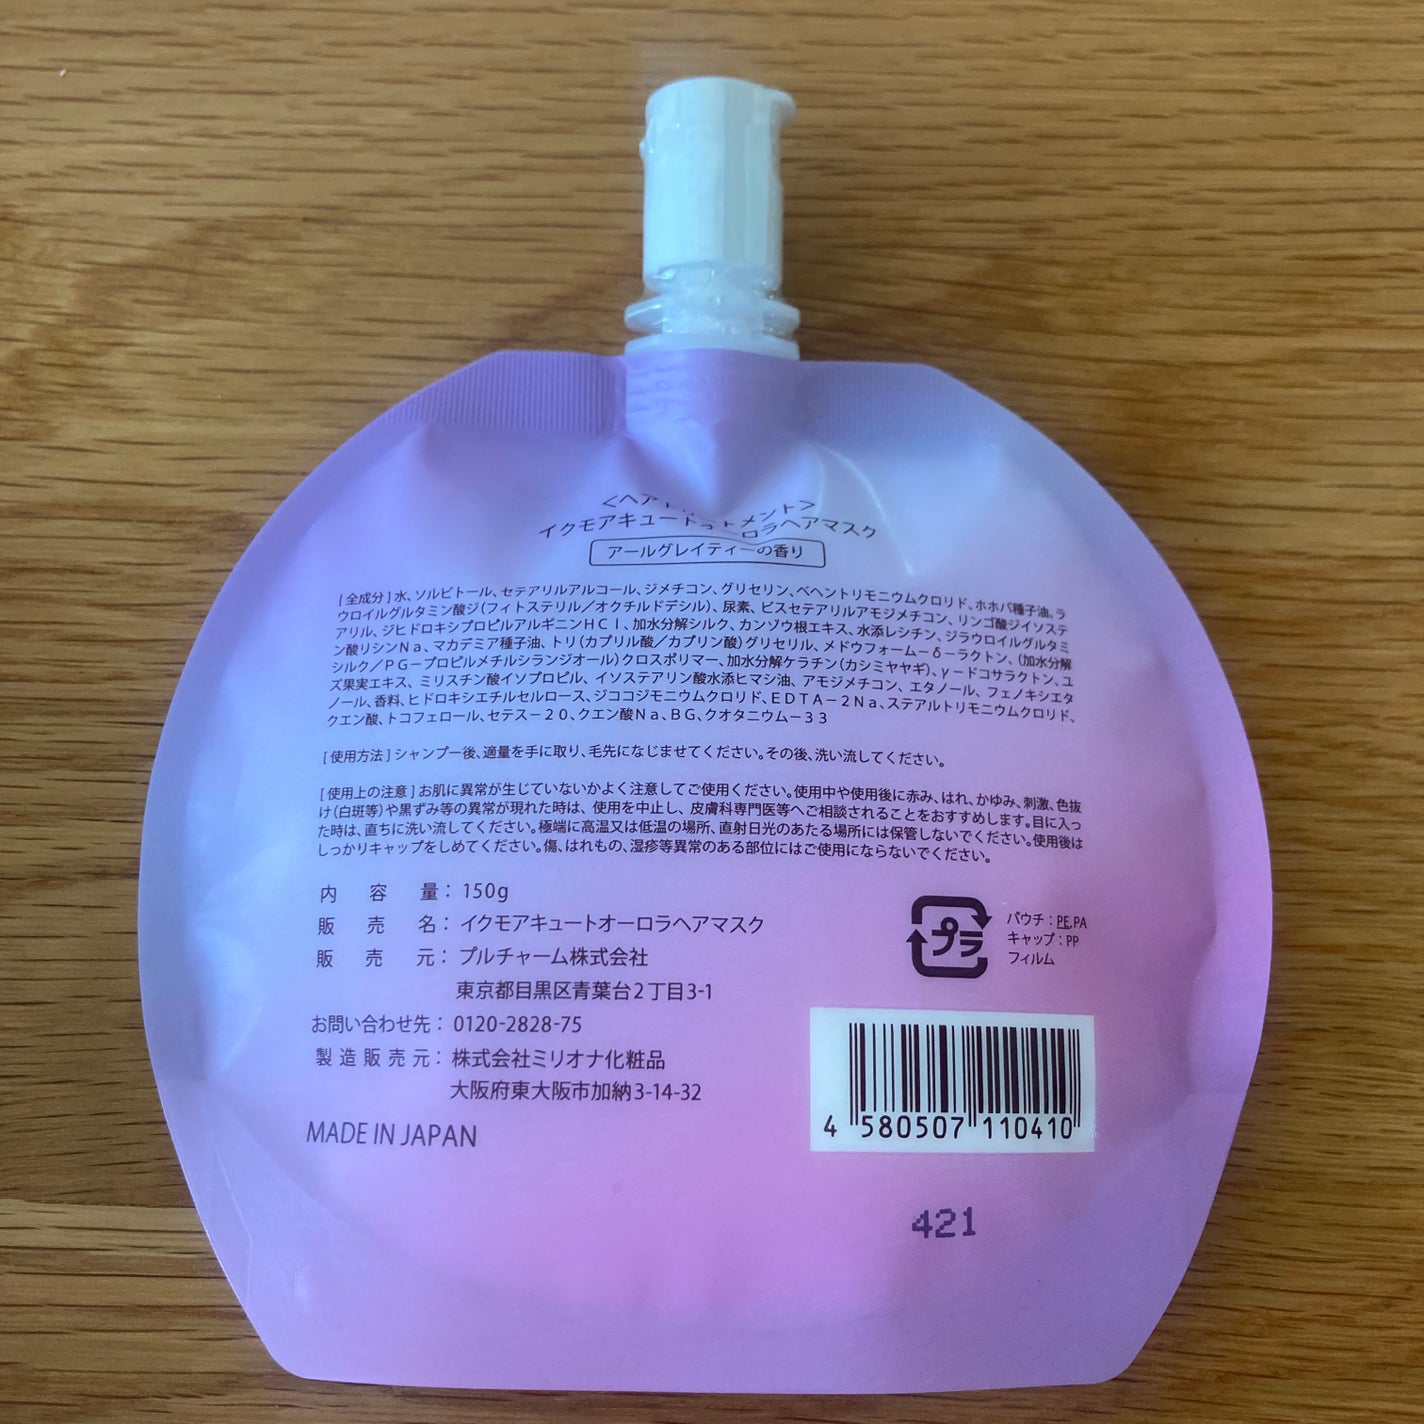 <ヘアトリートメント>
イクモアキュートオーロラヘアマスク
アールグレイティーの香り
[全成分]水、ソルビトール、セテアリルアルコール、ジメチコン、グリセリン、ベヘントリモニウムクロリド、ホホバ種子油、ラ
ウロイルグルタミン酸ジ(フィトステリル/オクチルドデシル)、尿素、ビスセテアリルアモジメチコン、リンゴ酸ジイソステ
アリル、ジヒドロキシプロピルアルギニンHCI、加水分解シルク、カンゾウ根エキス、水添レシチン、ジラウロイルグルタミ
ン酸リシンNa、マカデミア種子油、トリ(カプリル酸/カプリン酸)グリセリル、メドウフォーム-δ-ラクトン、(加水分解
シルク/PG-プロピルメチルシランジオール)クロスポリマー、加水分解ケラチン(カシミヤヤギ)、γ-ドコサラクトン、ユ
ズ果実エキス、ミリスチン酸イソプロピル、イソステアリン酸水添ヒマシ油、アモジメチコン、エタノール、フェノキシエタ
ノール、香料、ヒドロキシエチルセルロース、ジココジモニウムクロリド、EDTA-2Na、ステアルトリモニウムクロリド、
クエン酸、トコフェロール、セテス-20、クエン酸Na、BG、クオタニウム-33
[使用方法]シャンプー後、適量を手に取り、毛先になじませてください。その後、洗い流してください。
[使用上の注意]お肌に異常が生じていないかよく注意してご使用ください。使用中や使用後に赤み、はれ、かゆみ、刺激、色抜
け(白斑等)や黒ずみ等の異常が現れた時は、使用を中止し、皮膚科専門医等へご相談されることをおすすめします。目に入っ
た時は、直ちに洗い流してください。極端に高温又は低温の場所、直射日光のあたる場所には保管しないでください。使用後は
しっかりキャップをしめてください。傷、はれもの、湿疹等異常のある部位にはご使用にならないでください。
内容量：150g
販売名：イクモアキュートオーロラヘアマスク
販売元：プルチャーム株式会社
東京都目黒区青葉台2丁目3-1
お問い合わせ先：0120-2828-75
製造販売元：株式会社ミリオナ化粧品
大阪府東大阪市加納3-14-32
MADE IN JAPAN
プラ
パウチ：PE,PA
キャップ：PP
フィルム
4 580507 110410
421